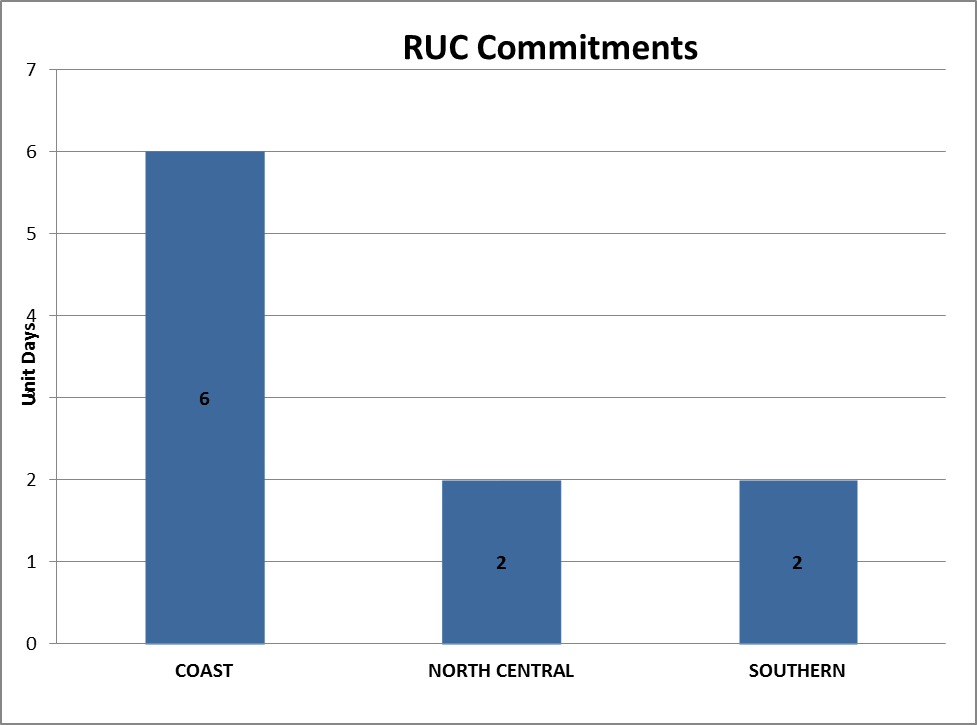 RUC Commitments
7
6
5
4
3
2
1
0
Unit Days
6
2
2
COAST
NORTH CENTRAL
SOUTHERN